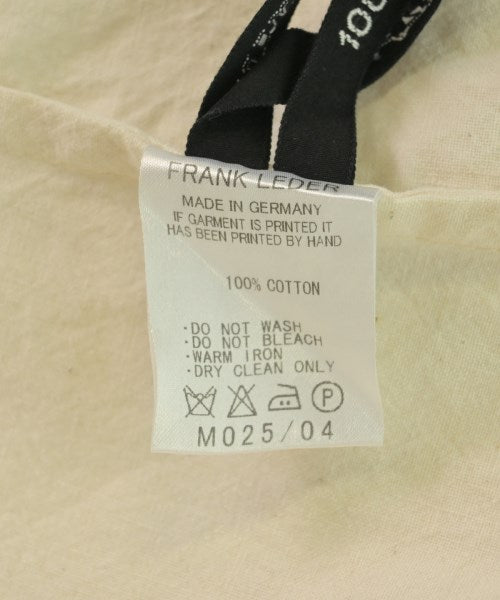 FRANK LEDER
MADE IN GERMANY
IF GARMENT IS PRINTED IT
HAS BEEN PRINTED BY HAND
100% COTTON
·DO NOT WASH
·DO NOT BLEACH
·WARM IRON
·DRY CLEAN ONLY
P
M025/04